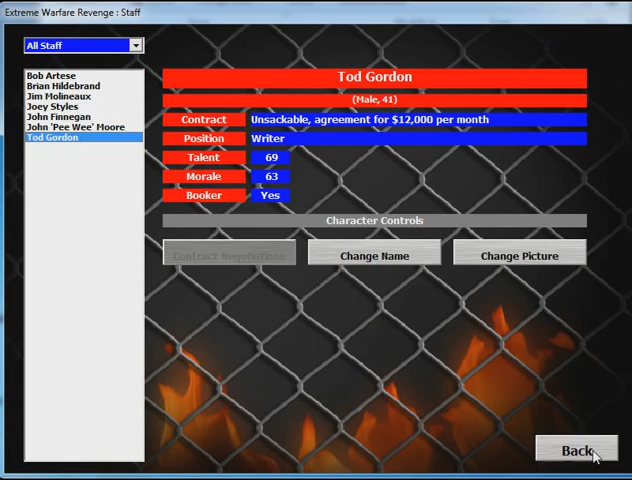 Extreme Warfare Revenge : Staff
All Staff
Bob Artese
Brian Hildebrand
Jim Molineaux
Joey Styles
John Finnegan
John 'Pee Wee' Moore
Tod Gordon
Tod Gordon
(Male, 41)
Contract Unsackable, agreement for $12,000 per month
Position Writer
Talent 69
Morale 63
Booker Yes
Character Controls
Contract Negotiations Change Name Change Picture
Back